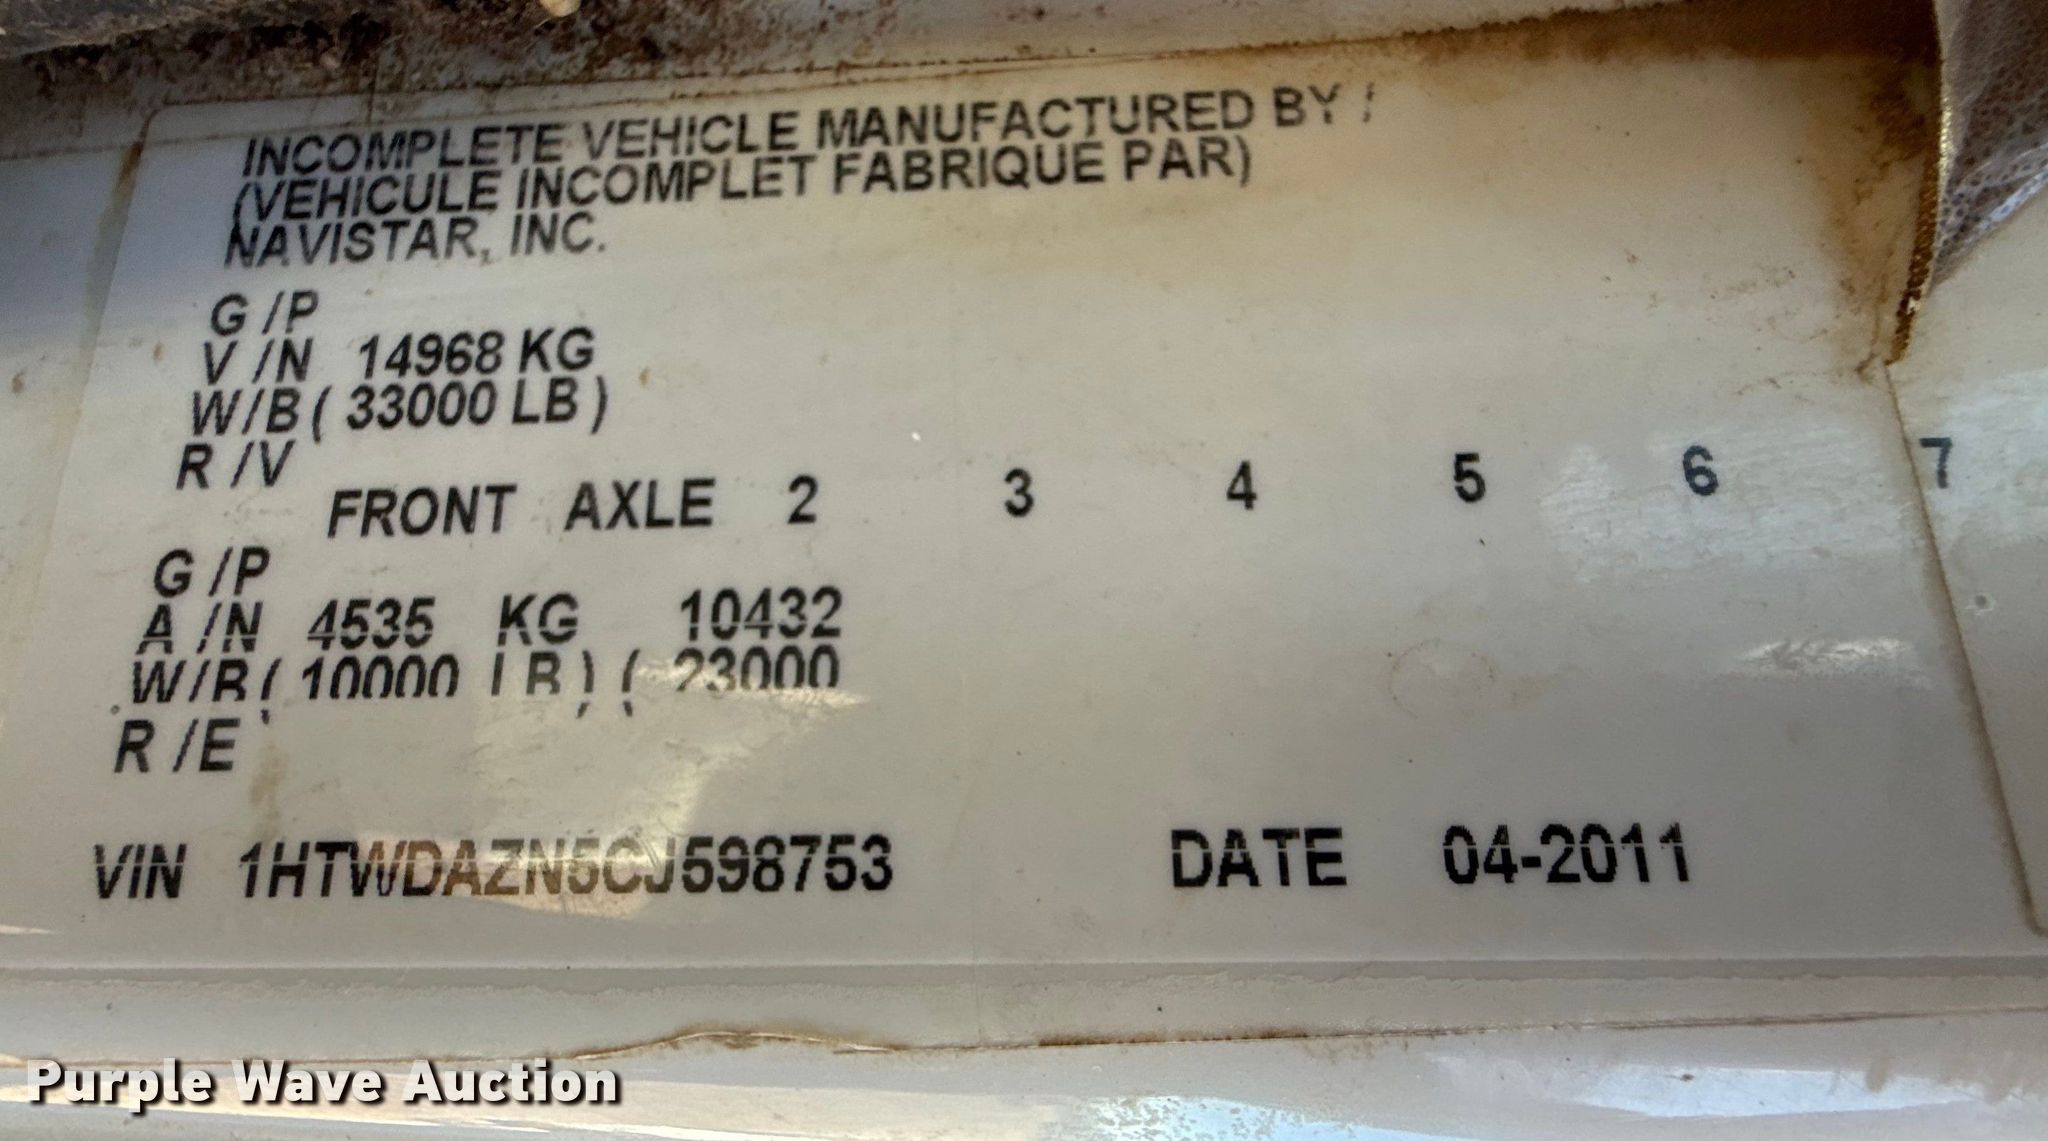 INCOMPLETE VEHICLE MANUFACTURED BY /
(VEHICULE INCOMPLET FABRIQUE PAR)
NAVISTAR, INC.
G /P
V /N 14968 KG
W/B ( 33000 LB )
R /V
FRONT AXLE 2 3 4 5 6 7
G /P
A /N 4535 KG 10432
W/B ( 10000 LB ) ( 23000
R /E
VIN 1HTWDAZN5CJ598753 DATE 04-2011
Purple Wave Auction